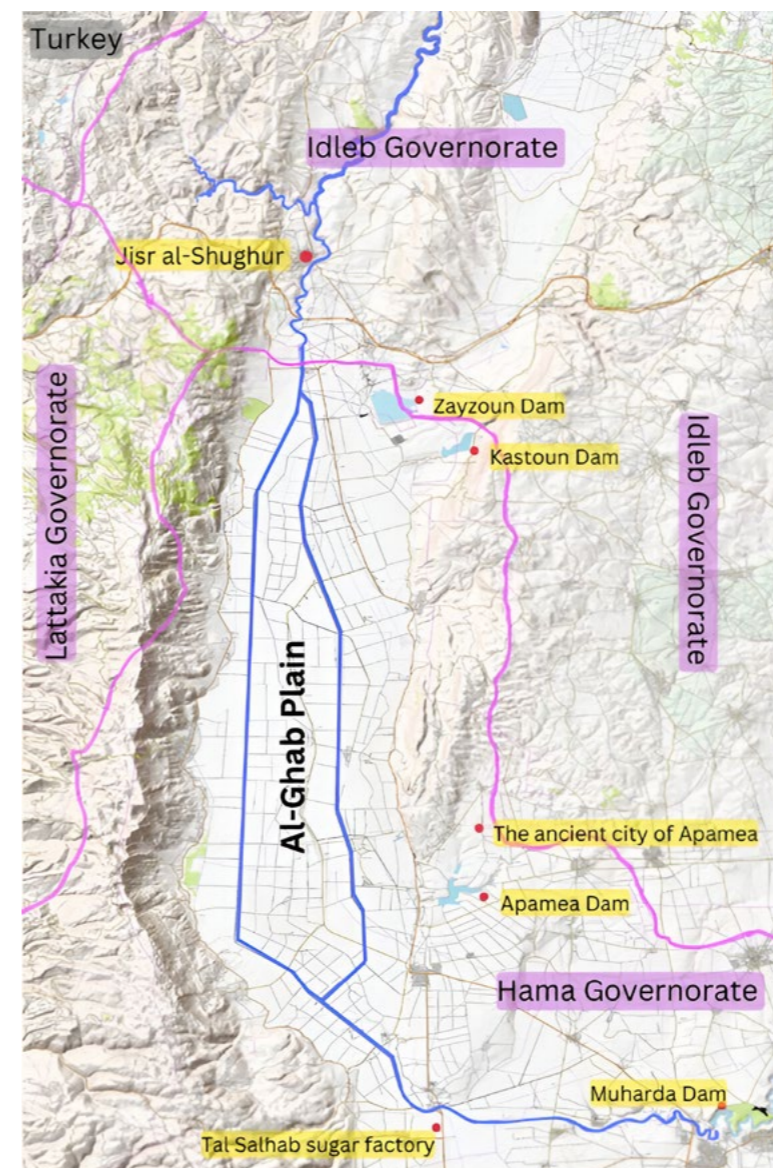 Turkey
Idleb Governorate
Jisr al-Shughur
Zayzoun Dam
Lattakia Governorate
Idleb Governorate
Kastoun Dam
Al-Ghab Plain
The ancient city of Apamea
Apamea Dam
Hama Governorate
Muharda Dam
Tal Salhab sugar factory